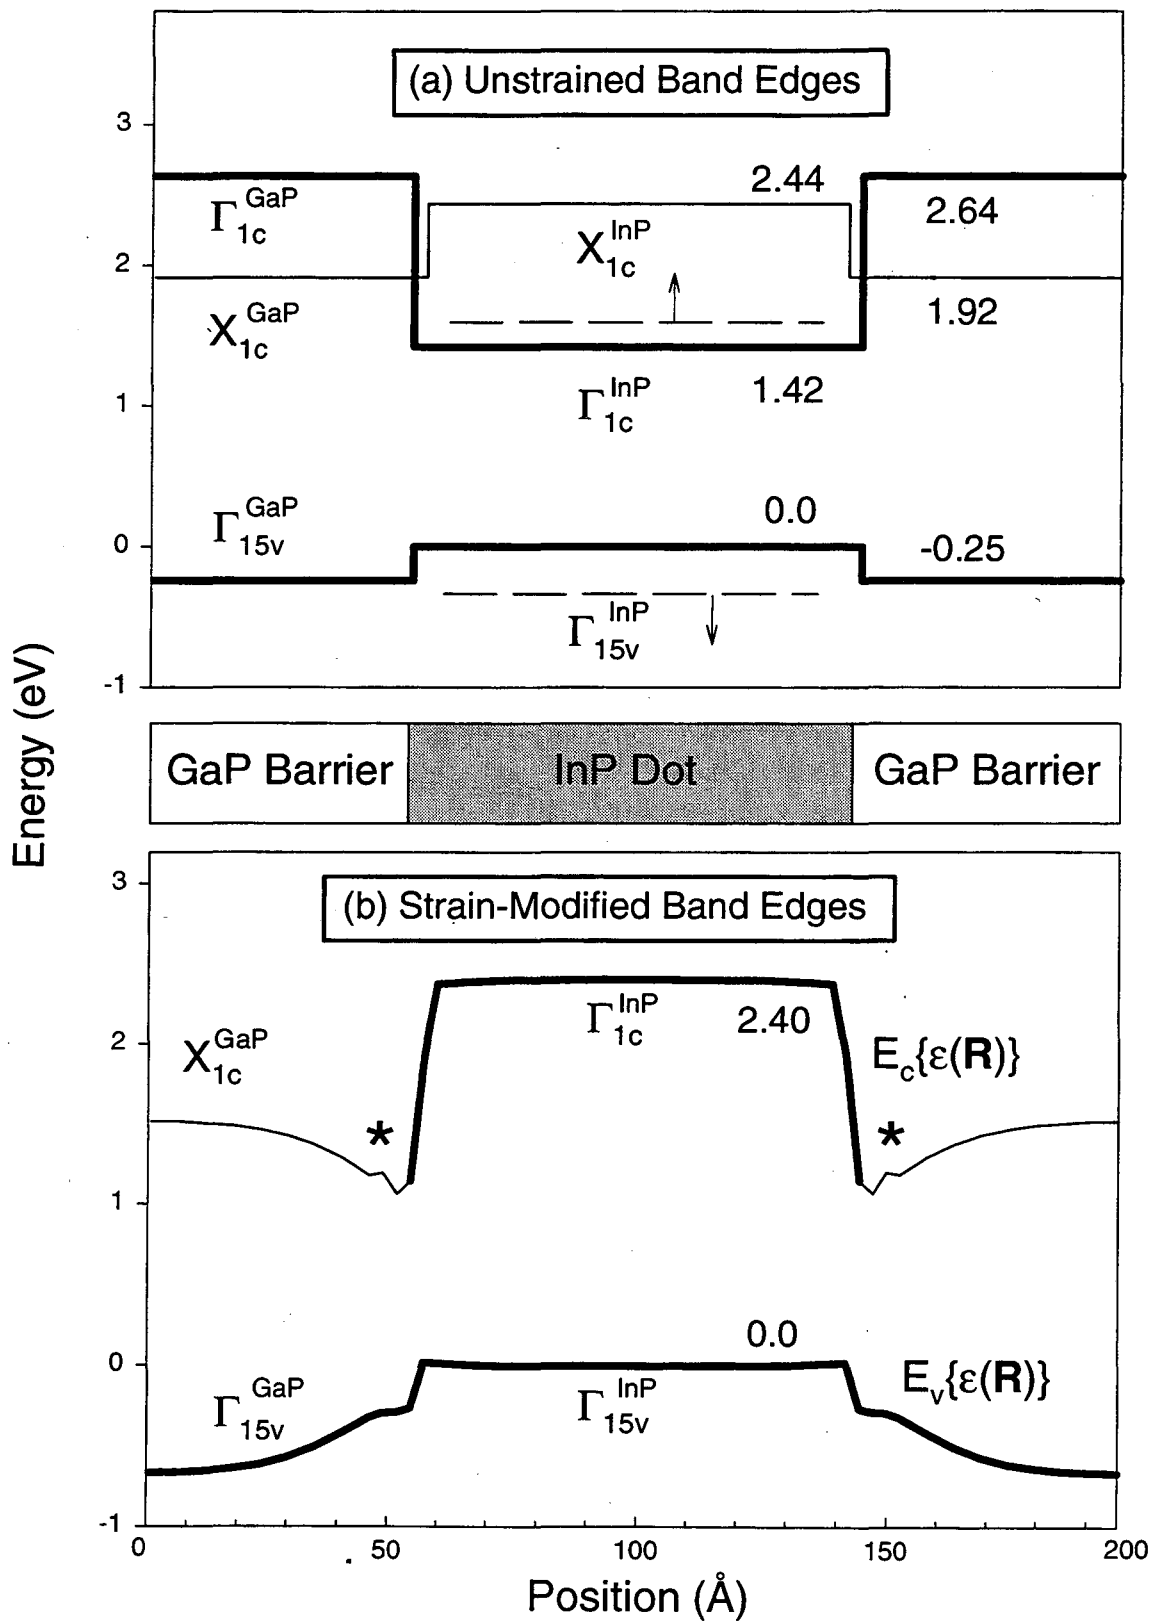 (a) Unstrained Band Edges
3
2.44
Γ1c^GaP
2.64
X1c^InP
2
X1c^GaP
1.92
1
Γ1c^InP
1.42
Γ15v^GaP
0.0
0
-0.25
Γ15v^InP
-1
Energy (eV)
GaP Barrier
InP Dot
GaP Barrier
3
(b) Strain-Modified Band Edges
Γ1c^InP
2.40
2
X1c^GaP
Ec{ε(R)}
*
*
1
0.0
0
Γ15v^GaP
Γ15v^InP
Ev{ε(R)}
-1
0
50
100
150
200
Position (Å)